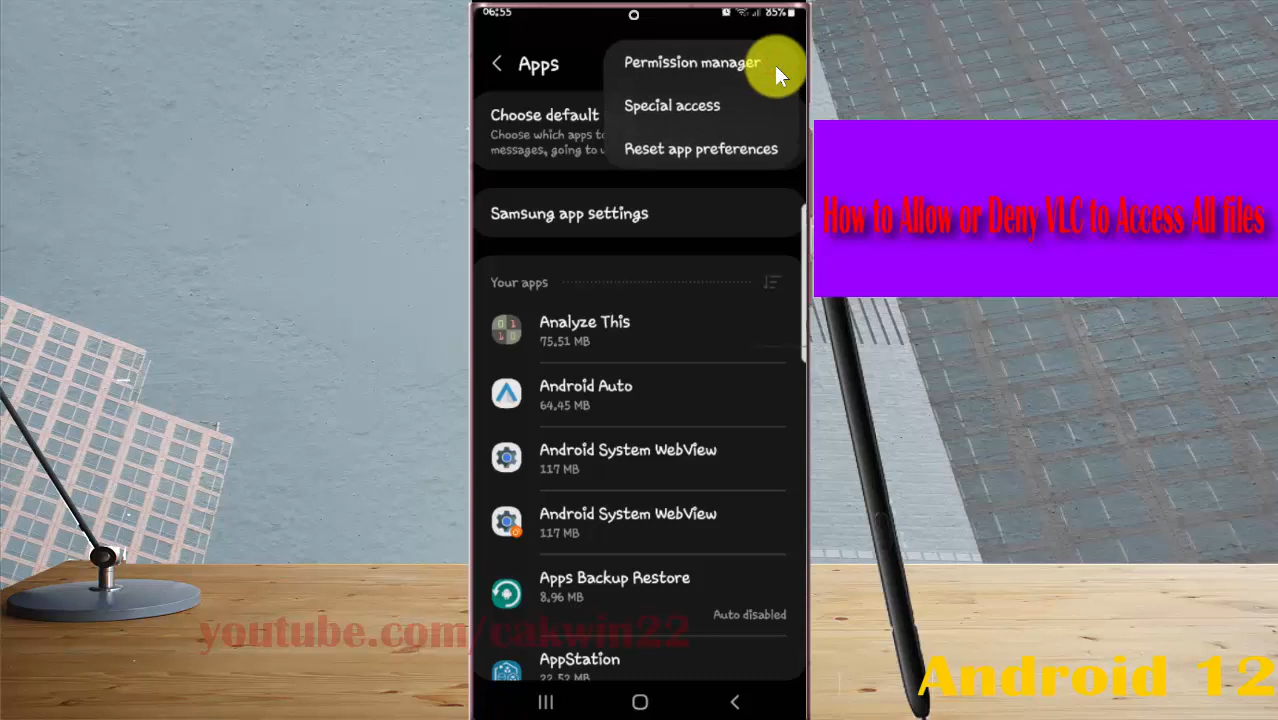 06:55
85%
Apps
Permission manager
Special access
Reset app preferences
Choose default
Choose which apps to
messages, going to
Samsung app settings
Your apps
Analyze This
75.51 MB
Android Auto
64.45 MB
Android System WebView
117 MB
Android System WebView
117 MB
Apps Backup Restore
8.96 MB
Auto disabled
AppStation
22.52 MB
How to Allow or Deny VLC to Access All files
youtube.com/cakwin22
Android 12